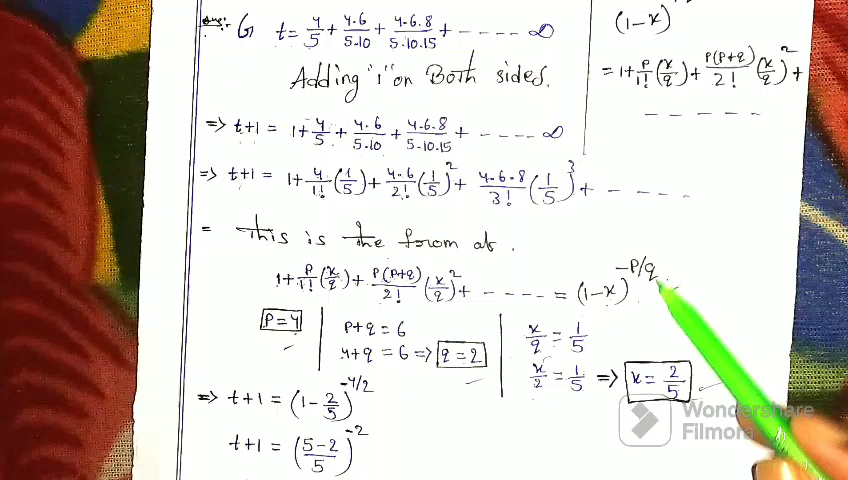 Ans:- G t = 4/5 + 4·6/5·10 + 4·6·8/5·10·15 + ---- ∞
Adding '1' on Both sides.
=> t+1 = 1 + 4/5 + 4·6/5·10 + 4·6·8/5·10·15 + ---- ∞
=> t+1 = 1 + 4/1! (1/5) + 4·6/2! (1/5)^2 + 4·6·8/3! (1/5)^3 + ----
= This is the form at.
1 + P/1! (x/q) + P(P+q)/2! (x/q)^2 + ---- = (1-x)^-P/q
P=4
P+q = 6
4+q = 6 => q=2
x/q = 1/5
x/2 = 1/5 => x = 2/5
=> t+1 = (1 - 2/5)^-4/2
t+1 = (5-2/5)^-2
(1-x)
= 1 + P/1! (x/q) + P(P+q)/2! (x/q)^2 +
-----
Wondershare
Filmora